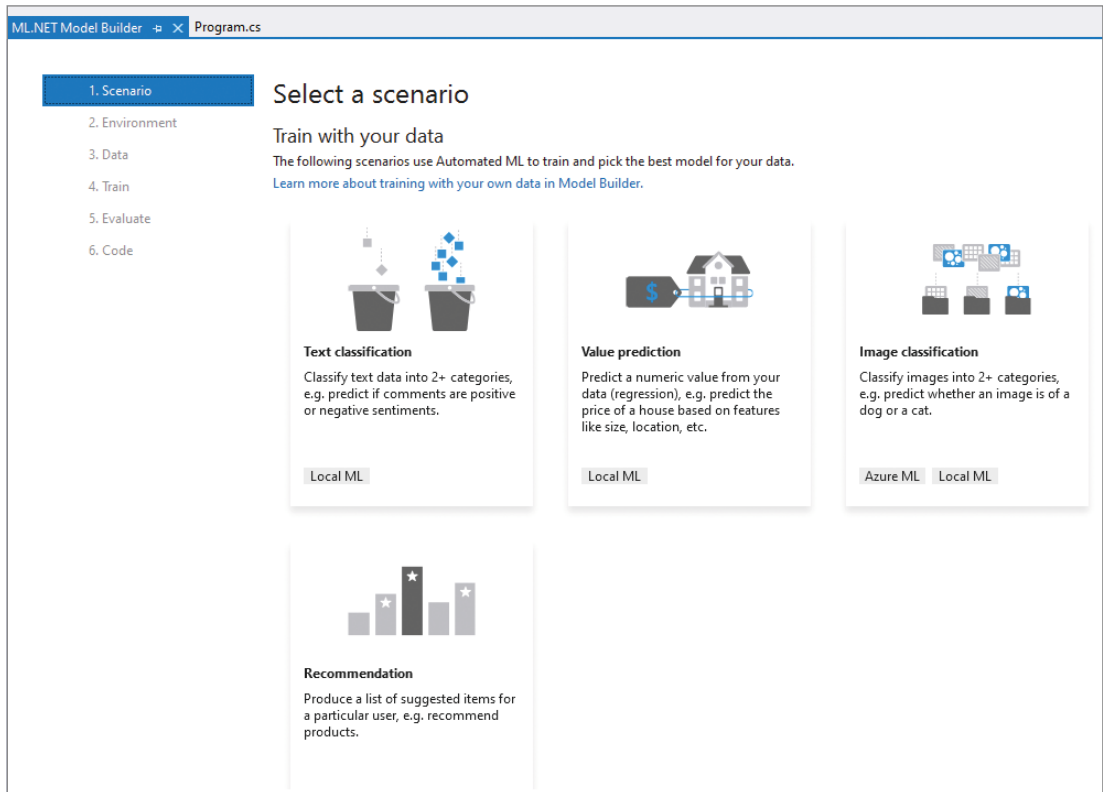 ML.NET Model Builder
Program.cs
1. Scenario
2. Environment
3. Data
4. Train
5. Evaluate
6. Code
Select a scenario
Train with your data
The following scenarios use Automated ML to train and pick the best model for your data.
Learn more about training with your own data in Model Builder.
$
Text classification
Classify text data into 2+ categories,
e.g. predict if comments are positive
or negative sentiments.
Local ML
Value prediction
Predict a numeric value from your
data (regression), e.g. predict the
price of a house based on features
like size, location, etc.
Local ML
Image classification
Classify images into 2+ categories,
e.g. predict whether an image is of a
dog or a cat.
Azure ML Local ML
Recommendation
Produce a list of suggested items for
a particular user, e.g. recommend
products.